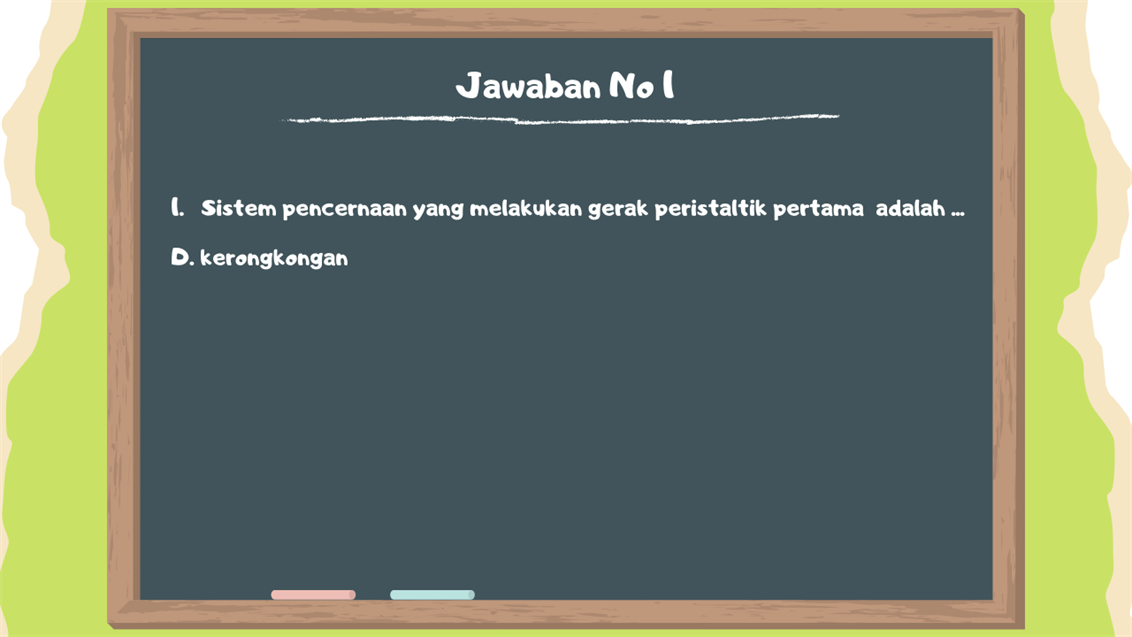 Jawaban No 1
1. Sistem pencernaan yang melakukan gerak peristaltik pertama adalah ...
D. kerongkongan